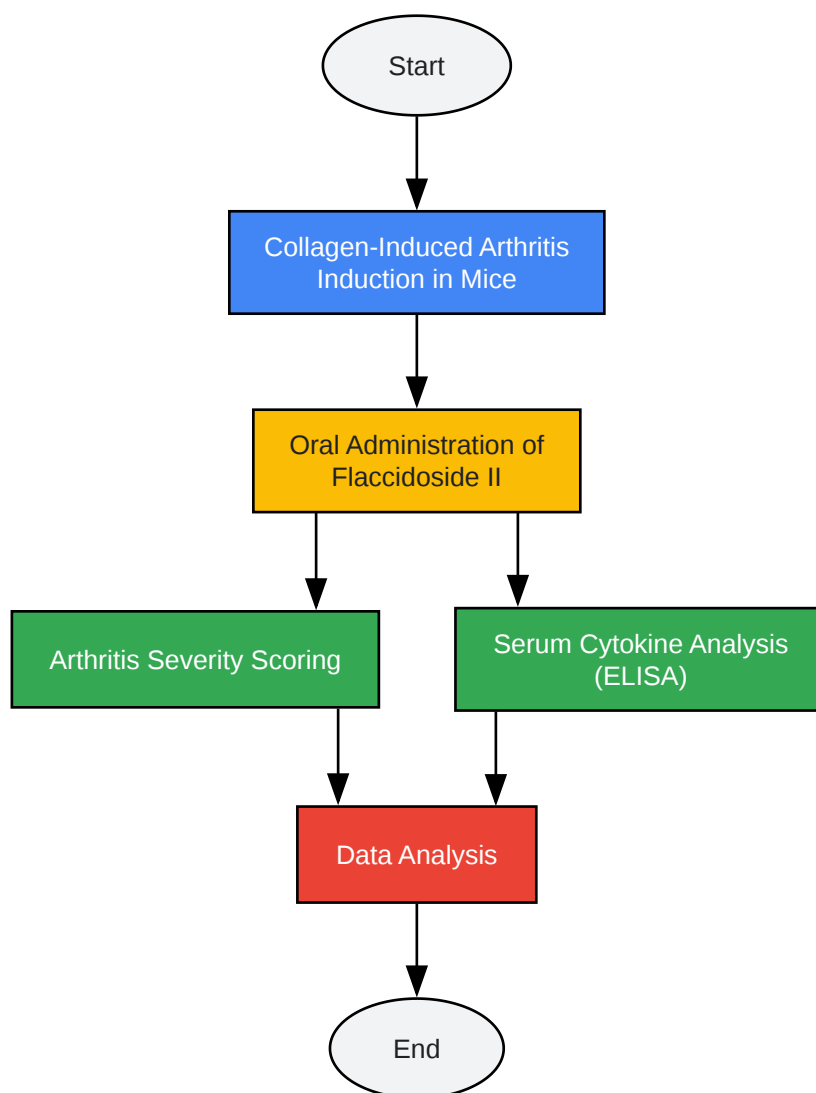 Start
Collagen-Induced Arthritis
Induction in Mice
Oral Administration of
Flaccidoside II
Arthritis Severity Scoring
Serum Cytokine Analysis
(ELISA)
Data Analysis
End